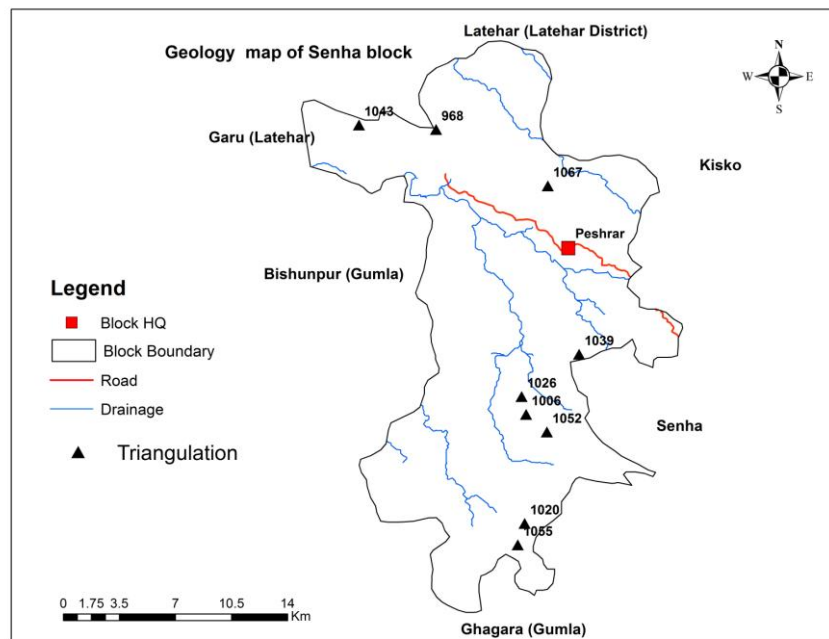 Latehar (Latehar District)
Geology map of Senha block
N
W E
S
1043
968
Garu (Latehar)
Kisko
1067
Peshrar
Bishunpur (Gumla)
Legend
Block HQ
Block Boundary
Road
Drainage
Triangulation
1039
1026
1006
1052
Senha
1020
1055
0 1.75 3.5 7 10.5 14
Km
Ghagara (Gumla)